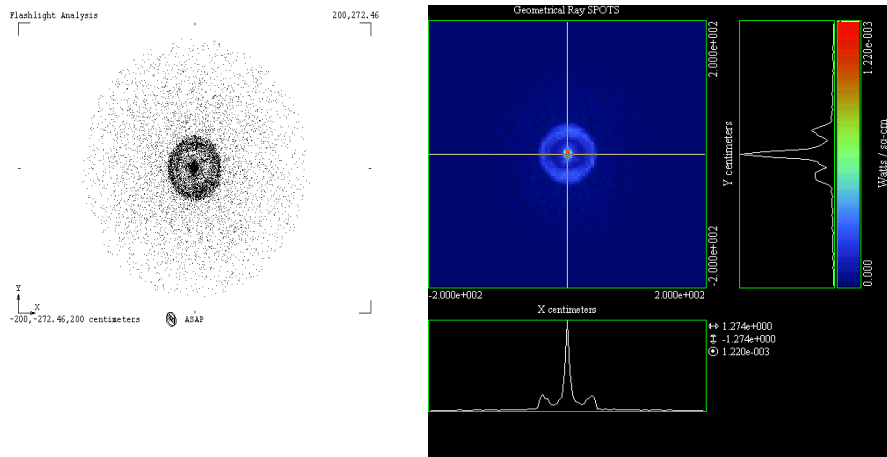 Flashlight Analysis
200,272.46
Y
X
-200,-272.46,200 centimeters
ASAP
Geometrical Ray SPOTS
2.000e+002
Y centimeters
-2.000e+002
-2.000e+002
2.000e+002
X centimeters
1.220e-003
Watts / sq-cm
0.000
1.274e+000
-1.274e+000
1.220e-003